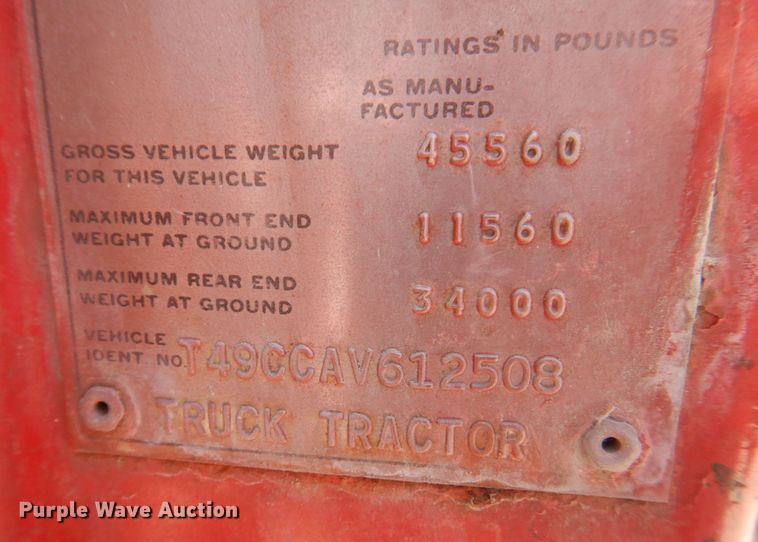 RATINGS IN POUNDS
AS MANU-
FACTURED
GROSS VEHICLE WEIGHT
FOR THIS VEHICLE
45560
MAXIMUM FRONT END
WEIGHT AT GROUND
11560
MAXIMUM REAR END
WEIGHT AT GROUND
34000
VEHICLE
IDENT. NO. T49CCAV612508
TRUCK TRACTOR
Purple Wave Auction